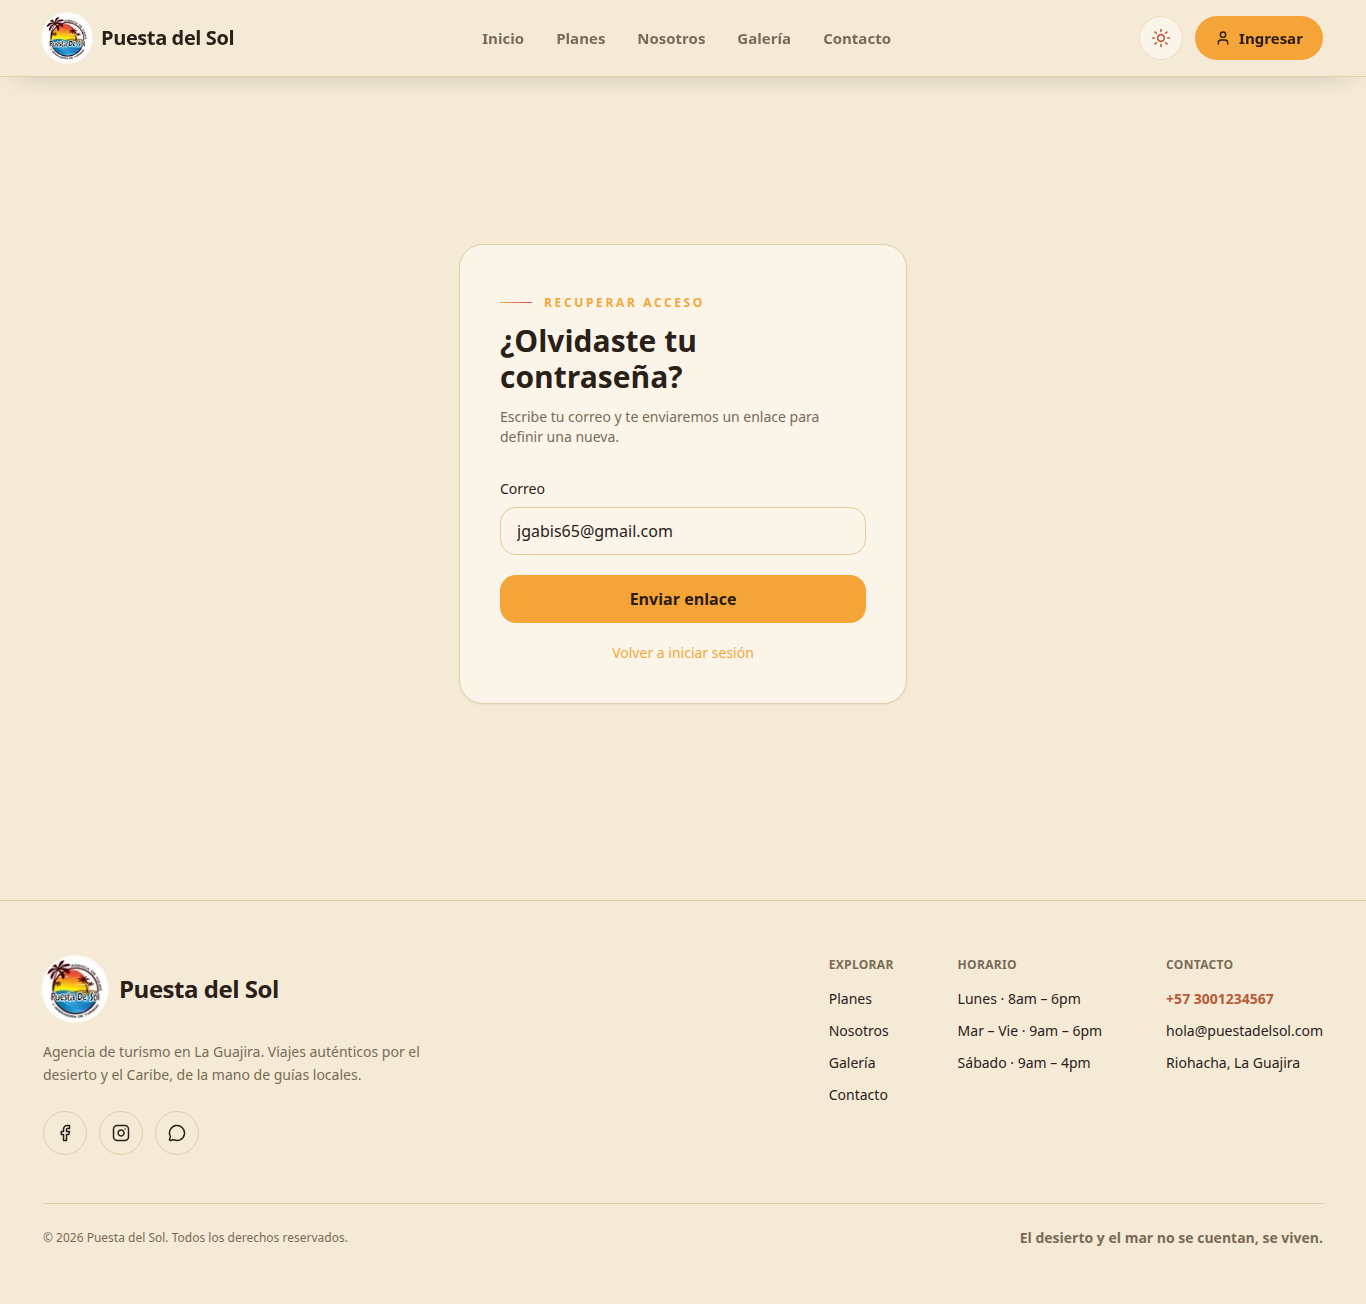 Puesta del Sol
Inicio
Planes
Nosotros
Galería
Contacto
Ingresar
RECUPERAR ACCESO
¿Olvidaste tu
contraseña?
Escribe tu correo y te enviaremos un enlace para
definir una nueva.
Correo
jgabis65@gmail.com
Enviar enlace
Volver a iniciar sesión
Puesta Del Sol
Puesta del Sol
Agencia de turismo en La Guajira. Viajes auténticos por el
desierto y el Caribe, de la mano de guías locales.
EXPLORAR
Planes
Nosotros
Galería
Contacto
HORARIO
Lunes · 8am – 6pm
Mar – Vie · 9am – 6pm
Sábado · 9am – 4pm
CONTACTO
+57 3001234567
hola@puestadelsol.com
Riohacha, La Guajira
© 2026 Puesta del Sol. Todos los derechos reservados.
El desierto y el mar no se cuentan, se viven.